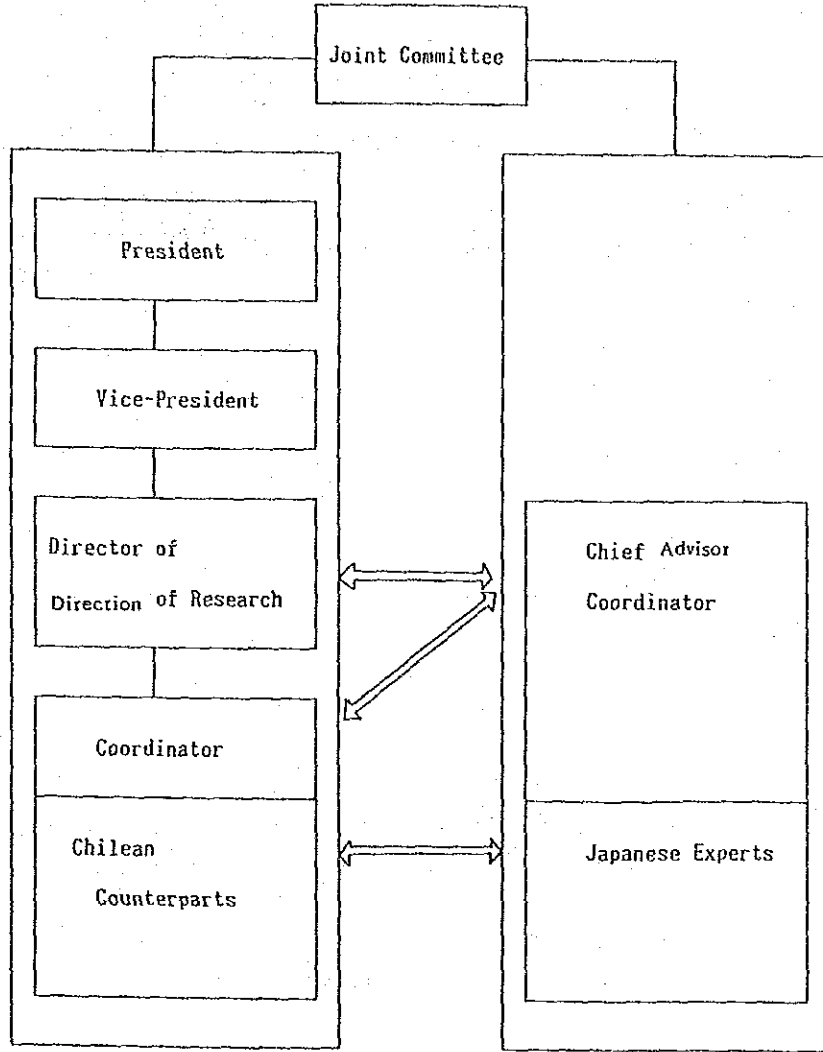 Joint Committee
President
Vice-President
Director of
Direction of Research
Coordinator
Chilean
Counterparts
Chief Advisor
Coordinator
Japanese Experts